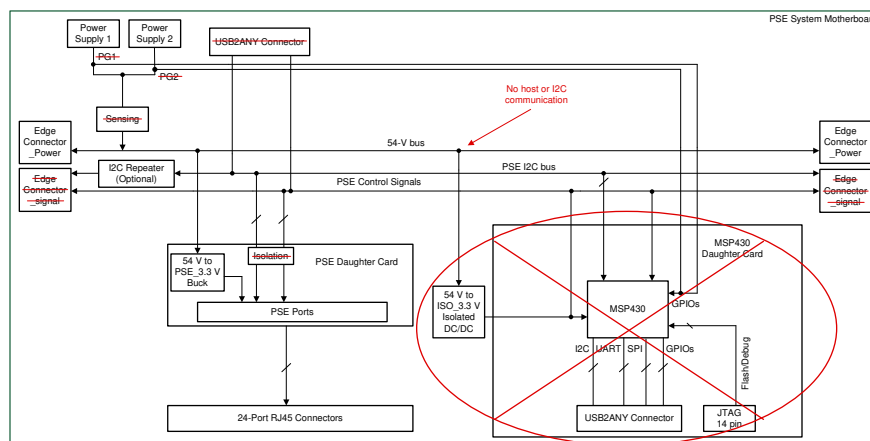 PSE System Motherboard
Power
Supply 1
Power
Supply 2
USB2ANY Connector
PG1
PG2
No host or I2C
communication
Sensing
Edge
Connector
_Power
54-V bus
Edge
Connector
_Power
I2C Repeater
(Optional)
PSE I2C bus
Edge
Connector
_signal
PSE Control Signals
Edge
Connector
_signal
54 V to
PSE_3.3 V
Buck
Isolation
PSE Daughter Card
PSE Ports
MSP430
Daughter Card
54 V to
ISO_3.3 V
Isolated
DC/DC
MSP430
GPIOs
I2C
UART
SPI
GPIOs
Flash/Debug
24-Port RJ45 Connectors
USB2ANY Connector
JTAG
14 pin